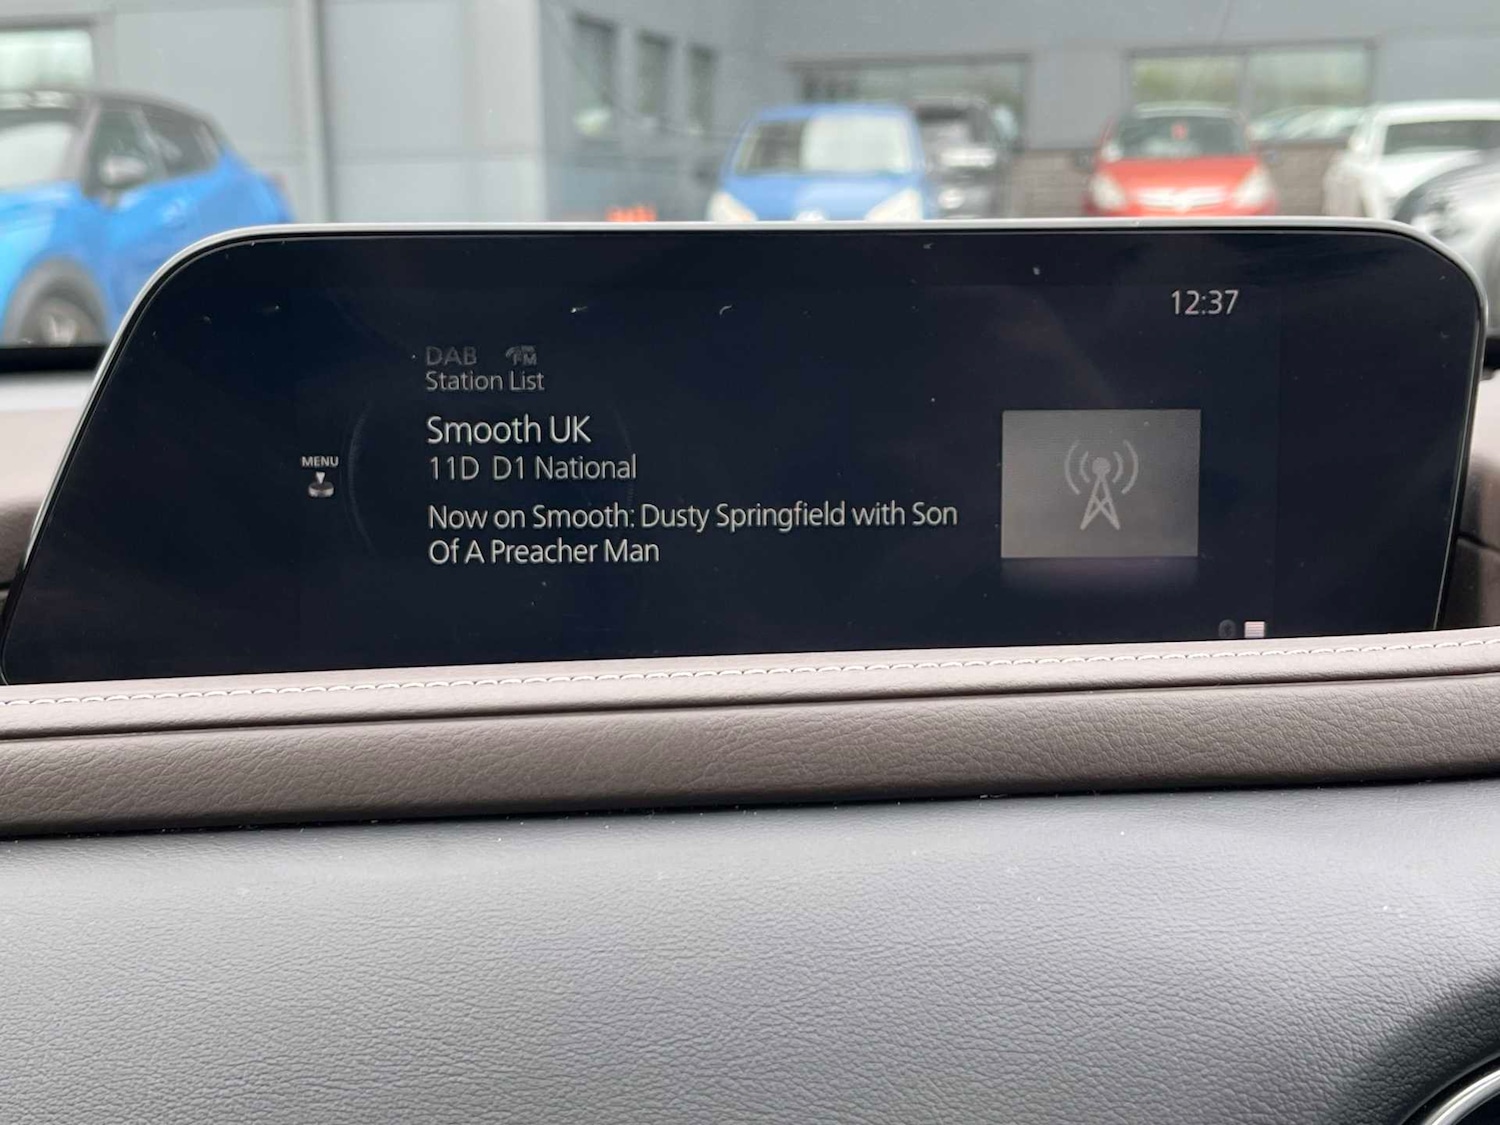 12:37
DAB FM
Station List
Smooth UK
11D D1 National
MENU
Now on Smooth: Dusty Springfield with Son
Of A Preacher Man